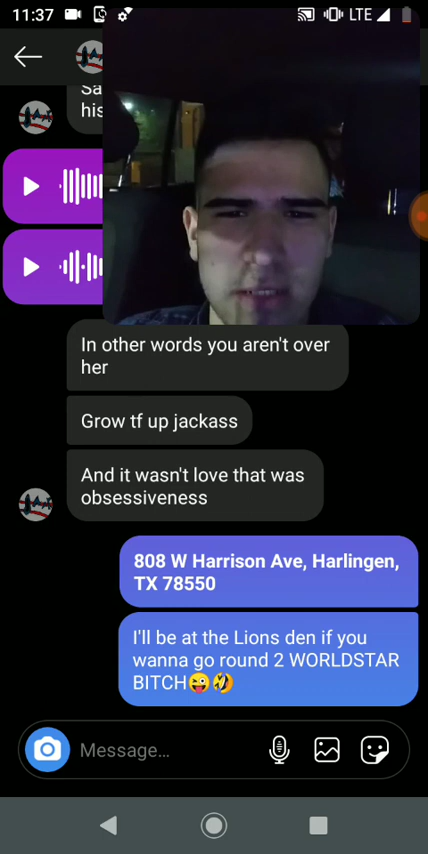 11:37
LTE
Sa
his
In other words you aren't over
her
Grow tf up jackass
And it wasn't love that was
obsessiveness
808 W Harrison Ave, Harlingen,
TX 78550
I'll be at the Lions den if you
wanna go round 2 WORLDSTAR
BITCH😜🤣
Message...